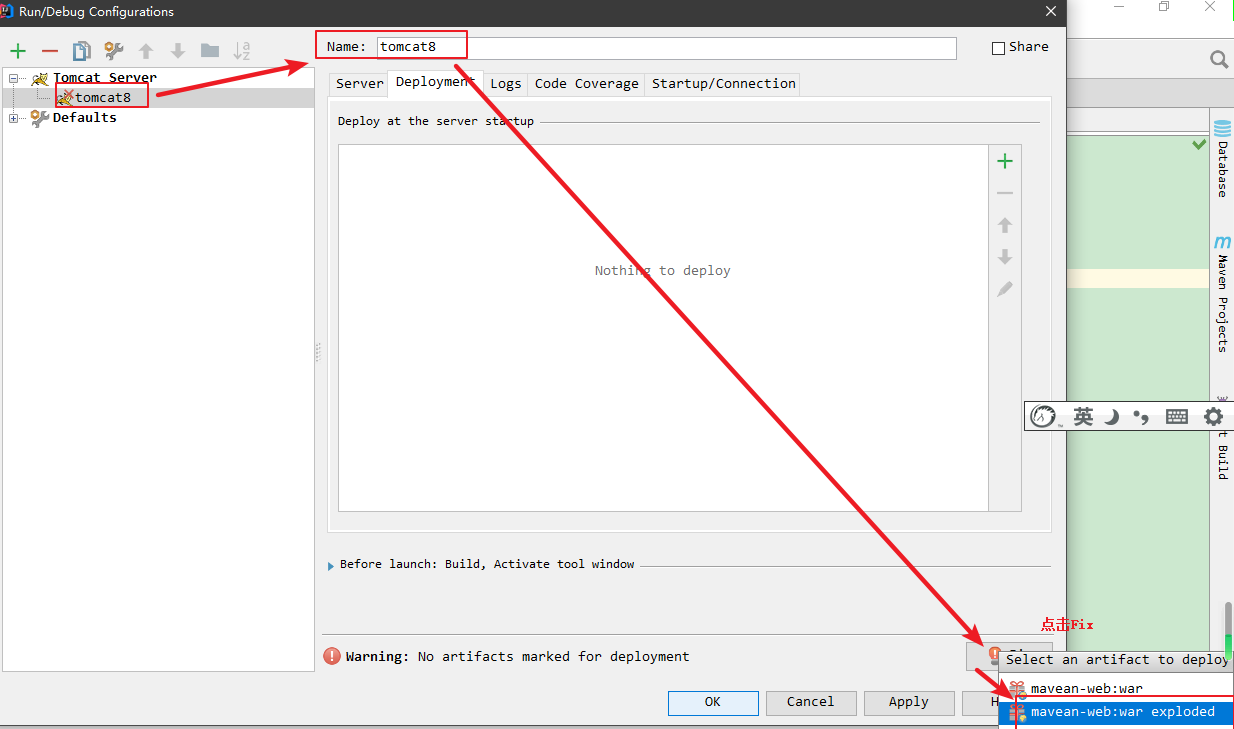 Run/Debug Configurations
Name: tomcat8
Share
Tomcat Server
tomcat8
Defaults
Server
Deployment
Logs
Code Coverage
Startup/Connection
Deploy at the server startup
Nothing to deploy
Before launch: Build, Activate tool window
点击Fix
Warning: No artifacts marked for deployment
Select an artifact to deploy
mavean-web:war
mavean-web:war exploded
OK
Cancel
Apply
H
Database
Maven Projects
英
t Build